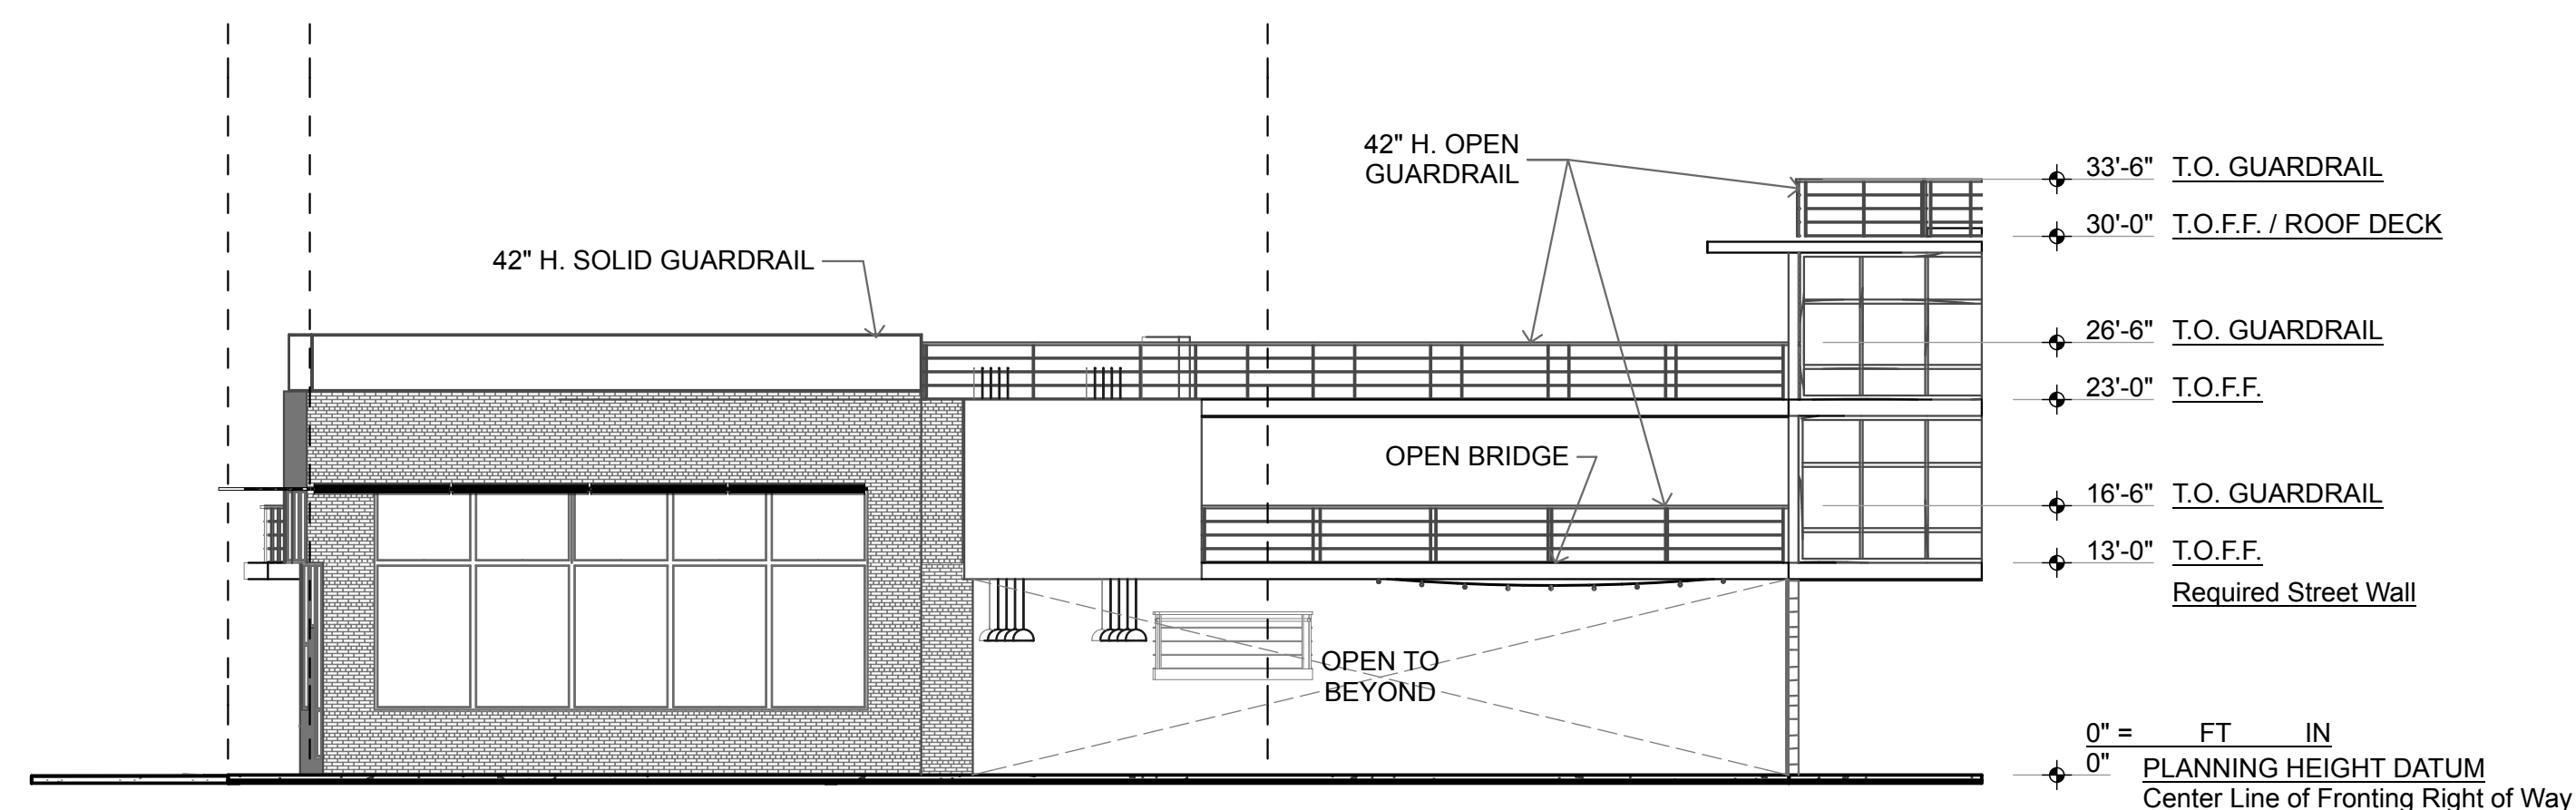 42" H. OPEN
GUARDRAIL
33'-6" T.O. GUARDRAIL
30'-0" T.O.F.F. / ROOF DECK
42" H. SOLID GUARDRAIL
26'-6" T.O. GUARDRAIL
23'-0" T.O.F.F.
OPEN BRIDGE
16'-6" T.O. GUARDRAIL
13'-0" T.O.F.F.
Required Street Wall
OPEN TO
BEYOND
0" = FT IN
0" PLANNING HEIGHT DATUM
Center Line of Fronting Right of Way